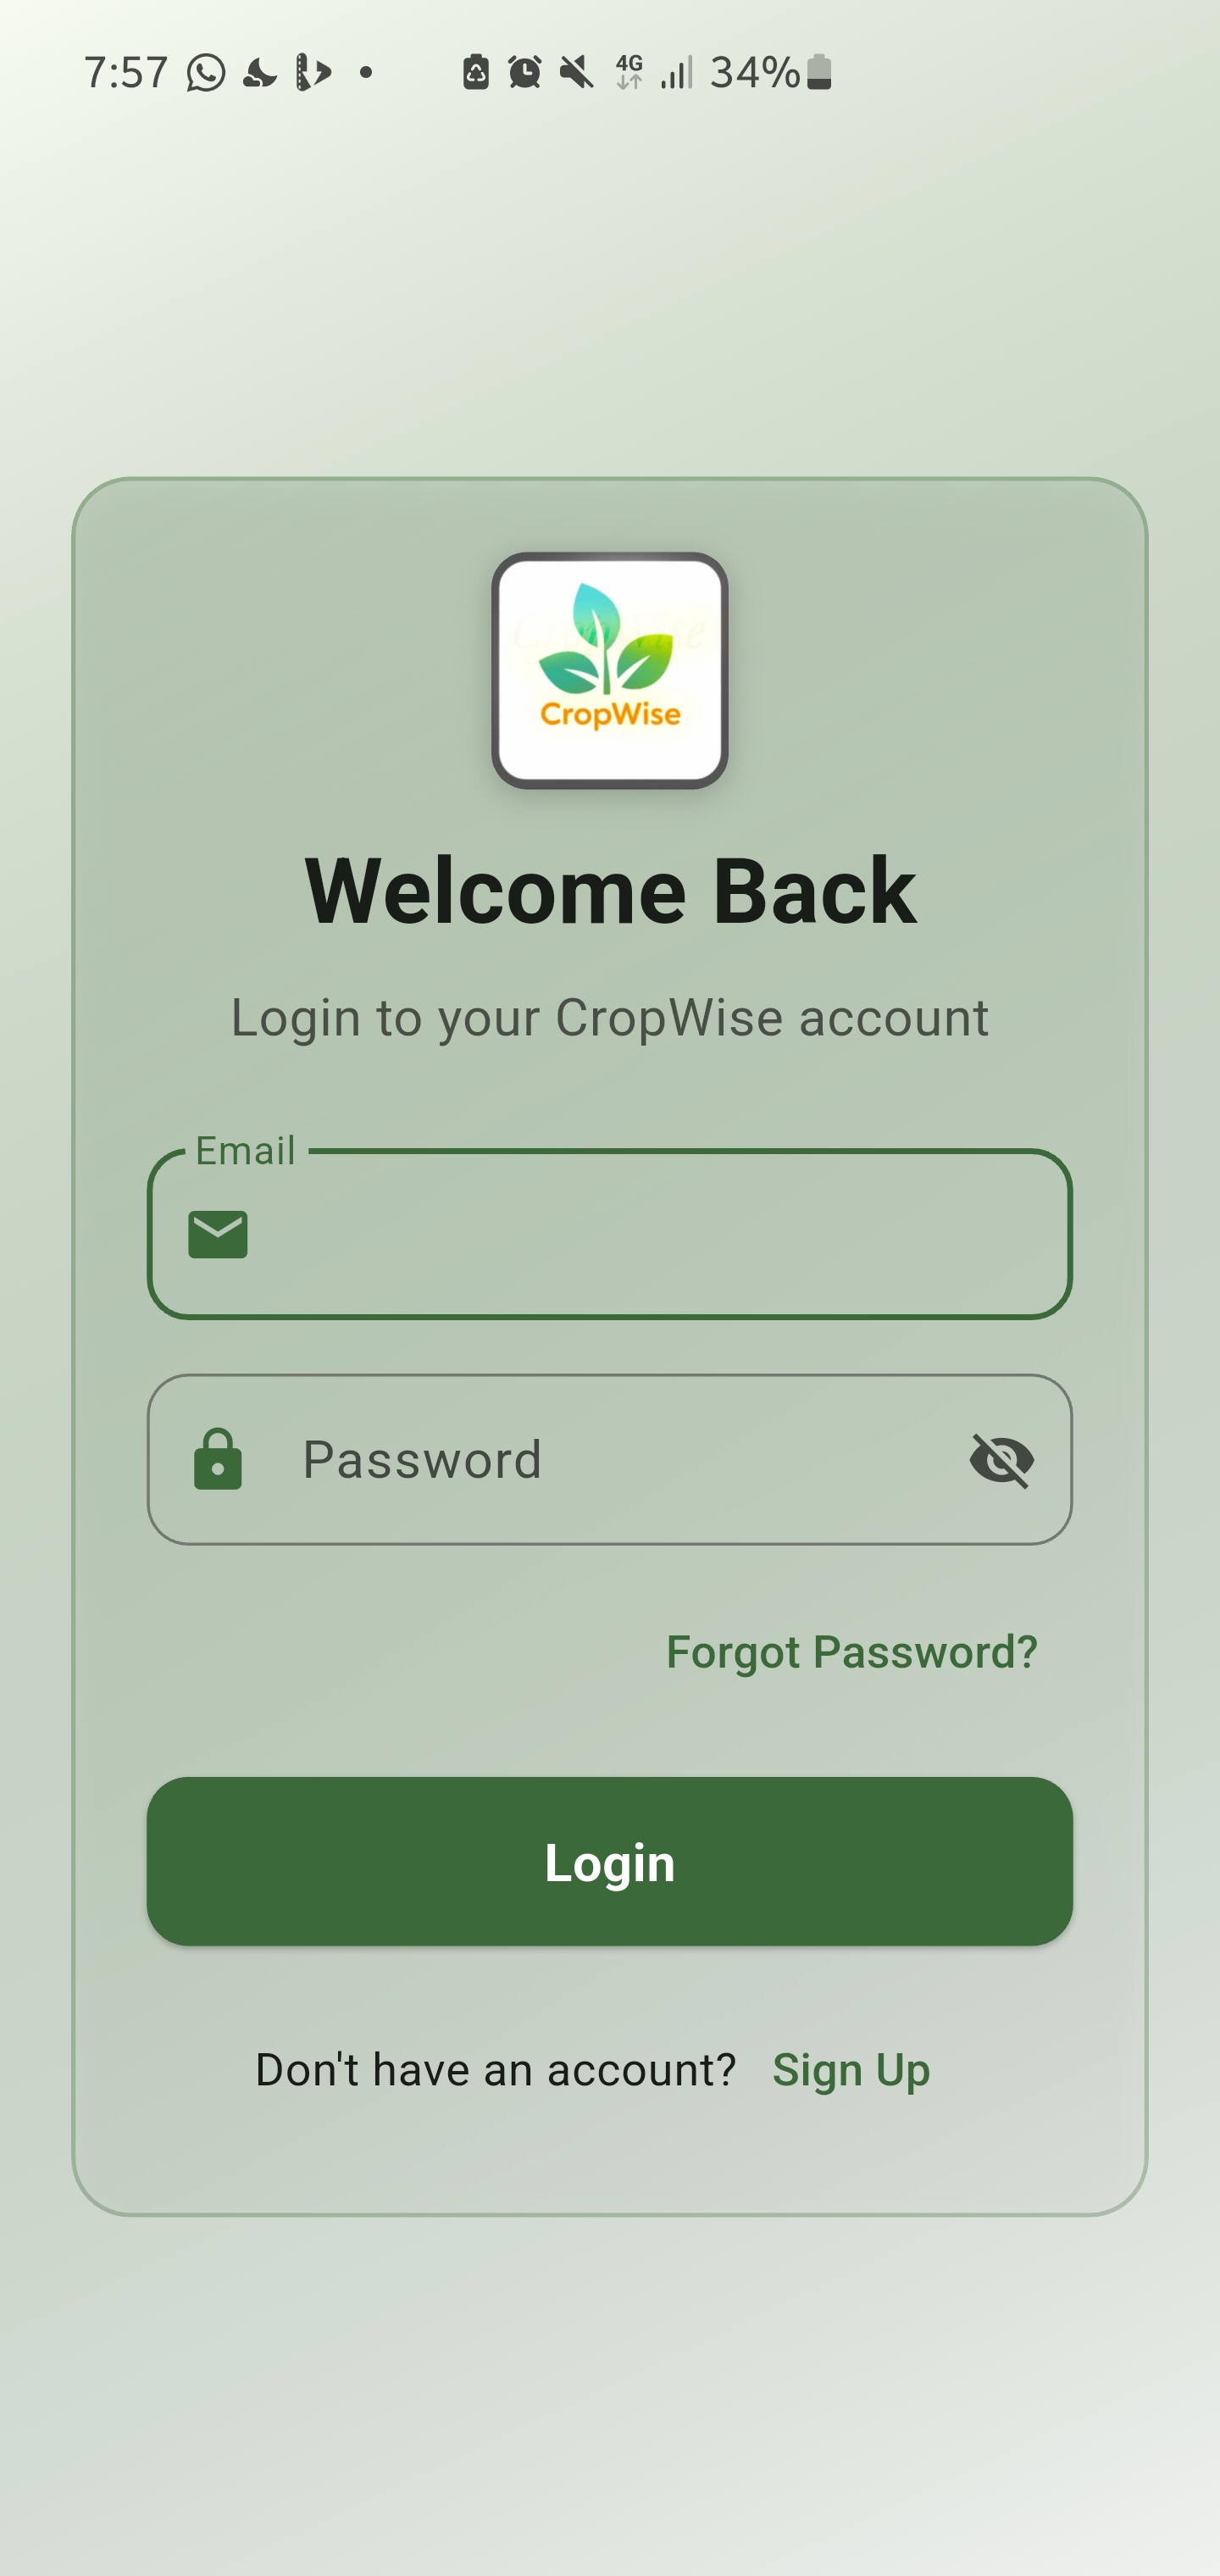 7:57 4G 34%
CropWise
Welcome Back
Login to your CropWise account
Email
Password
Forgot Password?
Login
Don't have an account? Sign Up